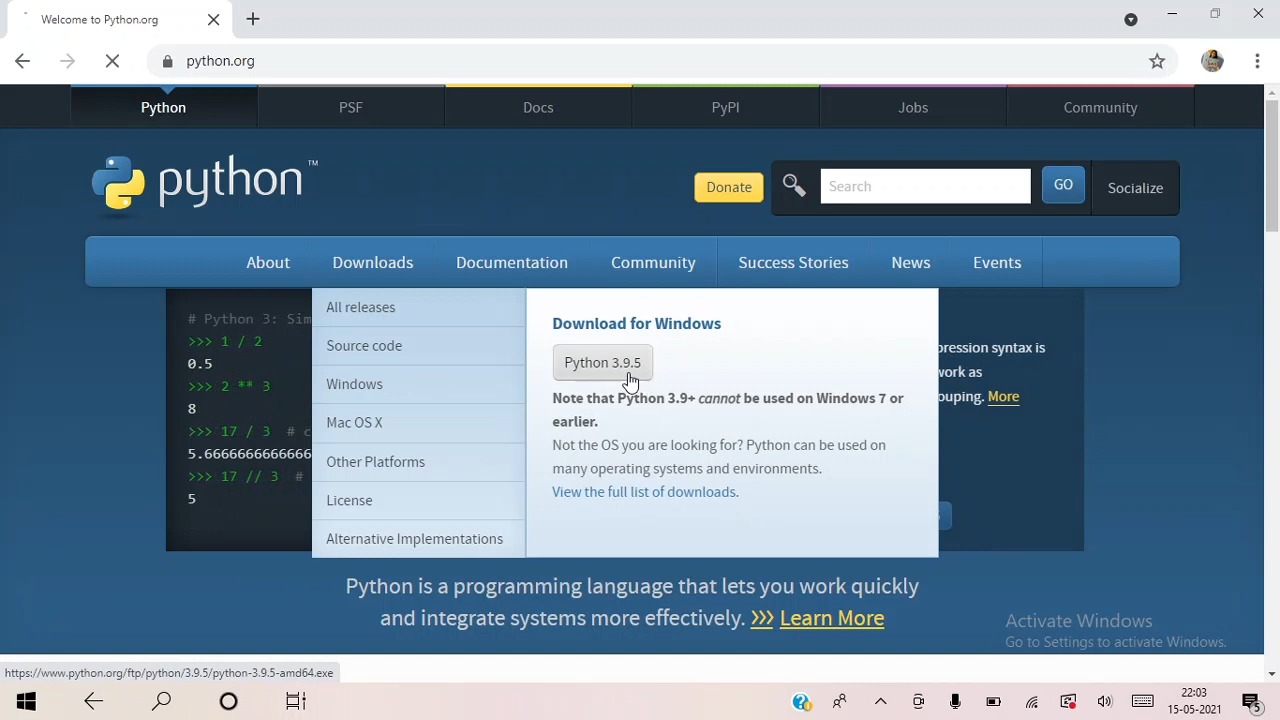 Welcome to Python.org
python.org
Python
PSF
Docs
PyPI
Jobs
Community
python™
Donate
Search
GO
Socialize
About
Downloads
Documentation
Community
Success Stories
News
Events
# Python 3: Sim
>>> 1 / 2
0.5
>>> 2 ** 3
8
>>> 17 / 3  # c
5.6666666666666
>>> 17 // 3  #
5
All releases
Source code
Windows
Mac OS X
Other Platforms
License
Alternative Implementations
Download for Windows
Python 3.9.5
Note that Python 3.9+ cannot be used on Windows 7 or
earlier.
Not the OS you are looking for? Python can be used on
many operating systems and environments.
View the full list of downloads.
pression syntax is
work as
ouping. More
Python is a programming language that lets you work quickly
and integrate systems more effectively. >>> Learn More
Activate Windows
Go to Settings to activate Windows.
https://www.python.org/ftp/python/3.9.5/python-3.9.5-amd64.exe
22:03
15-05-2021
5